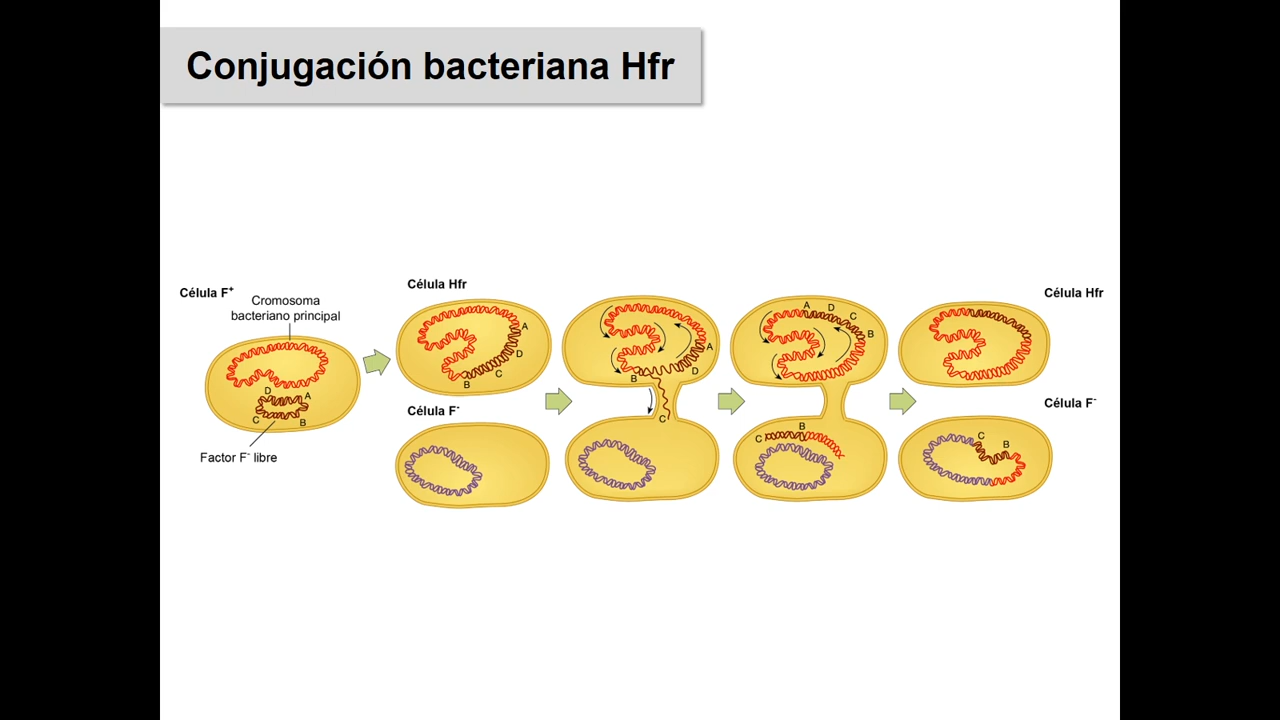 Conjugación bacteriana Hfr
Célula F⁺
Cromosoma
bacteriano principal
D
A
C
B
Factor F⁻ libre
Célula Hfr
A
D
C
B
Célula F⁻
A
D
B
C
A
D
C
B
B
C
Célula Hfr
Célula F⁻
C
B